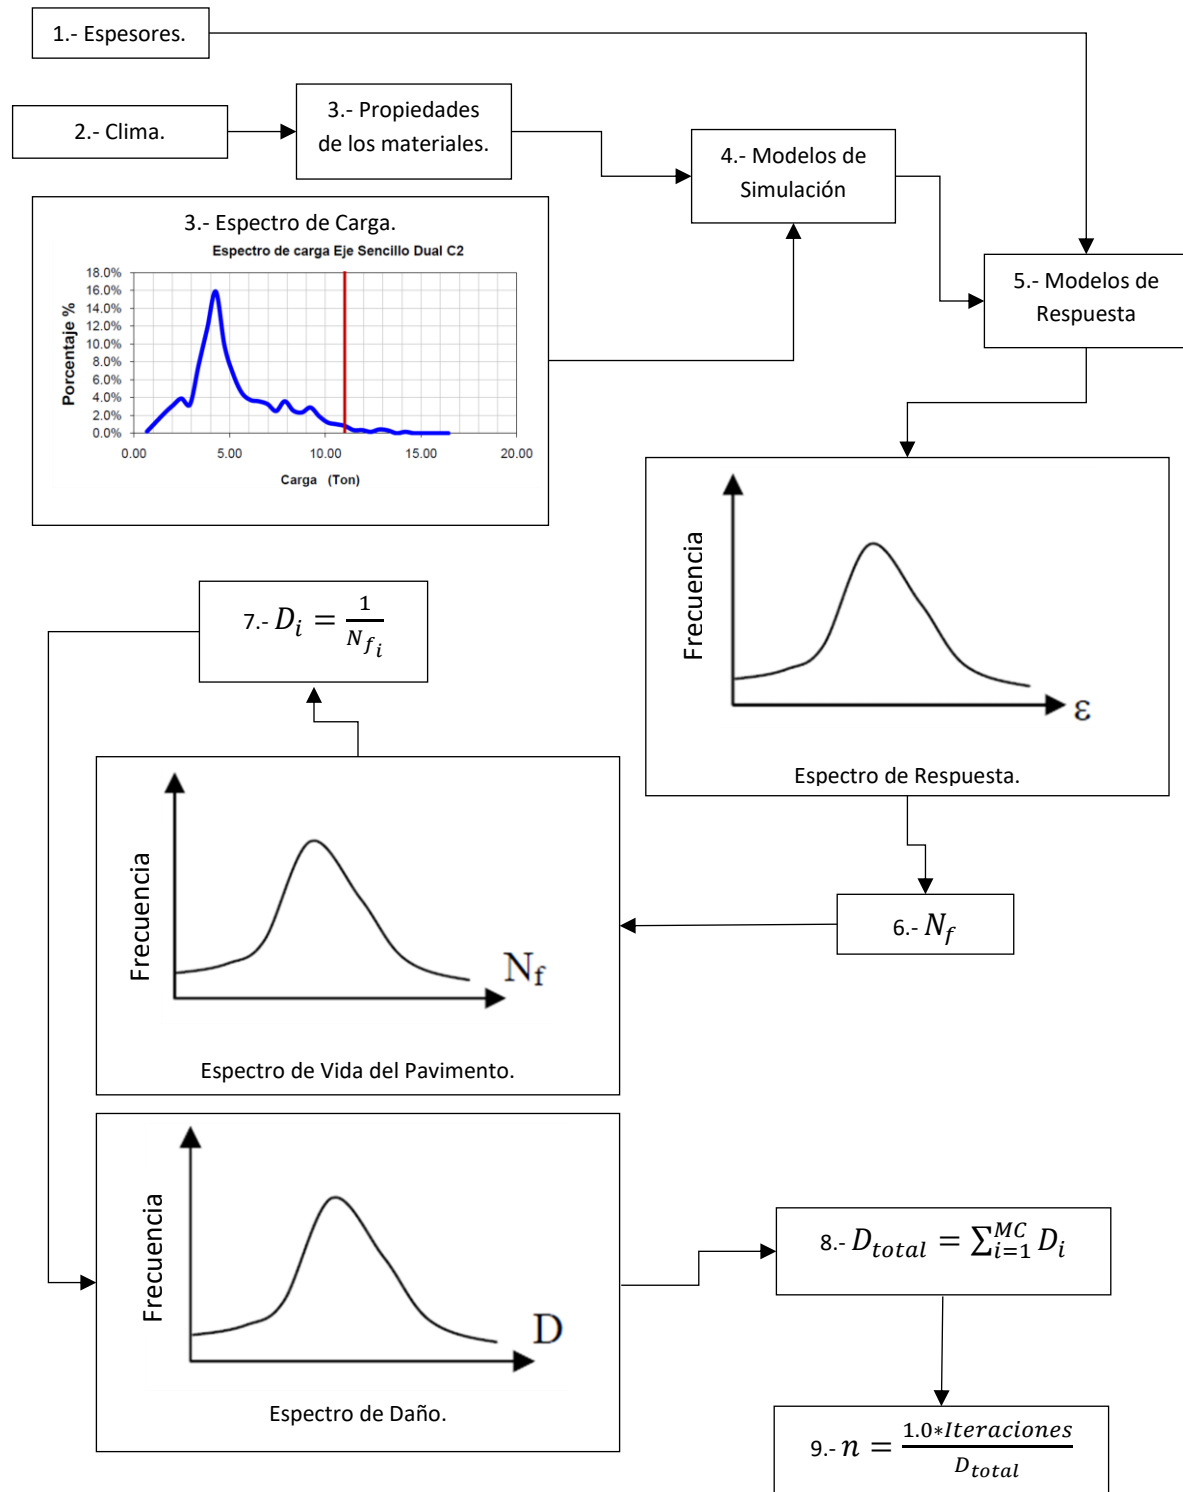 1.- Espesores.
2.- Clima.
3.- Propiedades
de los materiales.
4.- Modelos de
Simulación
5.- Modelos de
Respuesta
3.- Espectro de Carga.
Espectro de carga Eje Sencillo Dual C2
Porcentaje %
18.0%
16.0%
14.0%
12.0%
10.0%
8.0%
6.0%
4.0%
2.0%
0.0%
0.00 5.00 10.00 15.00 20.00
Carga (Ton)
Frecuencia
ε
Espectro de Respuesta.
6.- N_f
7.- D_i = 1/N_{f_i}
Frecuencia
N_f
Espectro de Vida del Pavimento.
Frecuencia
D
Espectro de Daño.
8.- D_{total} = ∑_{i=1}^{MC} D_i
9.- n = 1.0*Iteraciones/D_{total}